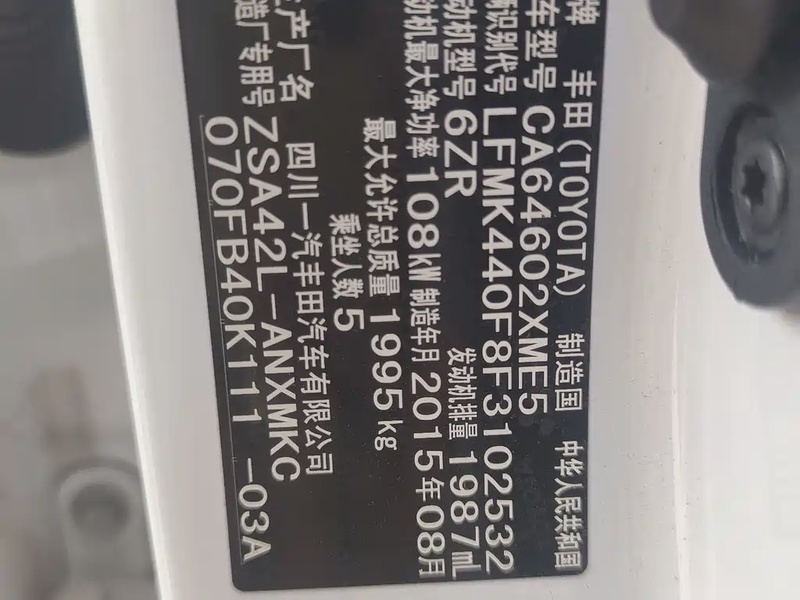 牌 丰田(TOYOTA) 制造国 中华人民共和国
车型号 CA64602XME5
辆识别代号 LFMK440F8F3102532
发动机型号 6ZR 发动机排量 1987mL
动机最大净功率 108kW 制造年月 2015年08月
最大允许总质量 1995kg
乘坐人数 5
生产厂名 四川一汽丰田汽车有限公司
造厂专用号 ZSA42L-ANXMKC
070FB40K111 -03A